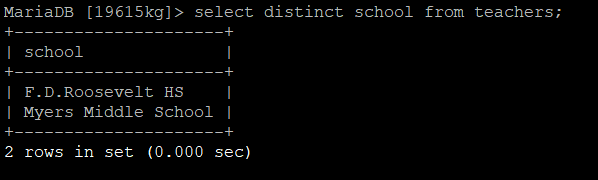 MariaDB [19615kg]> select distinct school from teachers;
+---------------------+
| school              |
+---------------------+
| F.D.Roosevelt HS    |
| Myers Middle School |
+---------------------+
2 rows in set (0.000 sec)